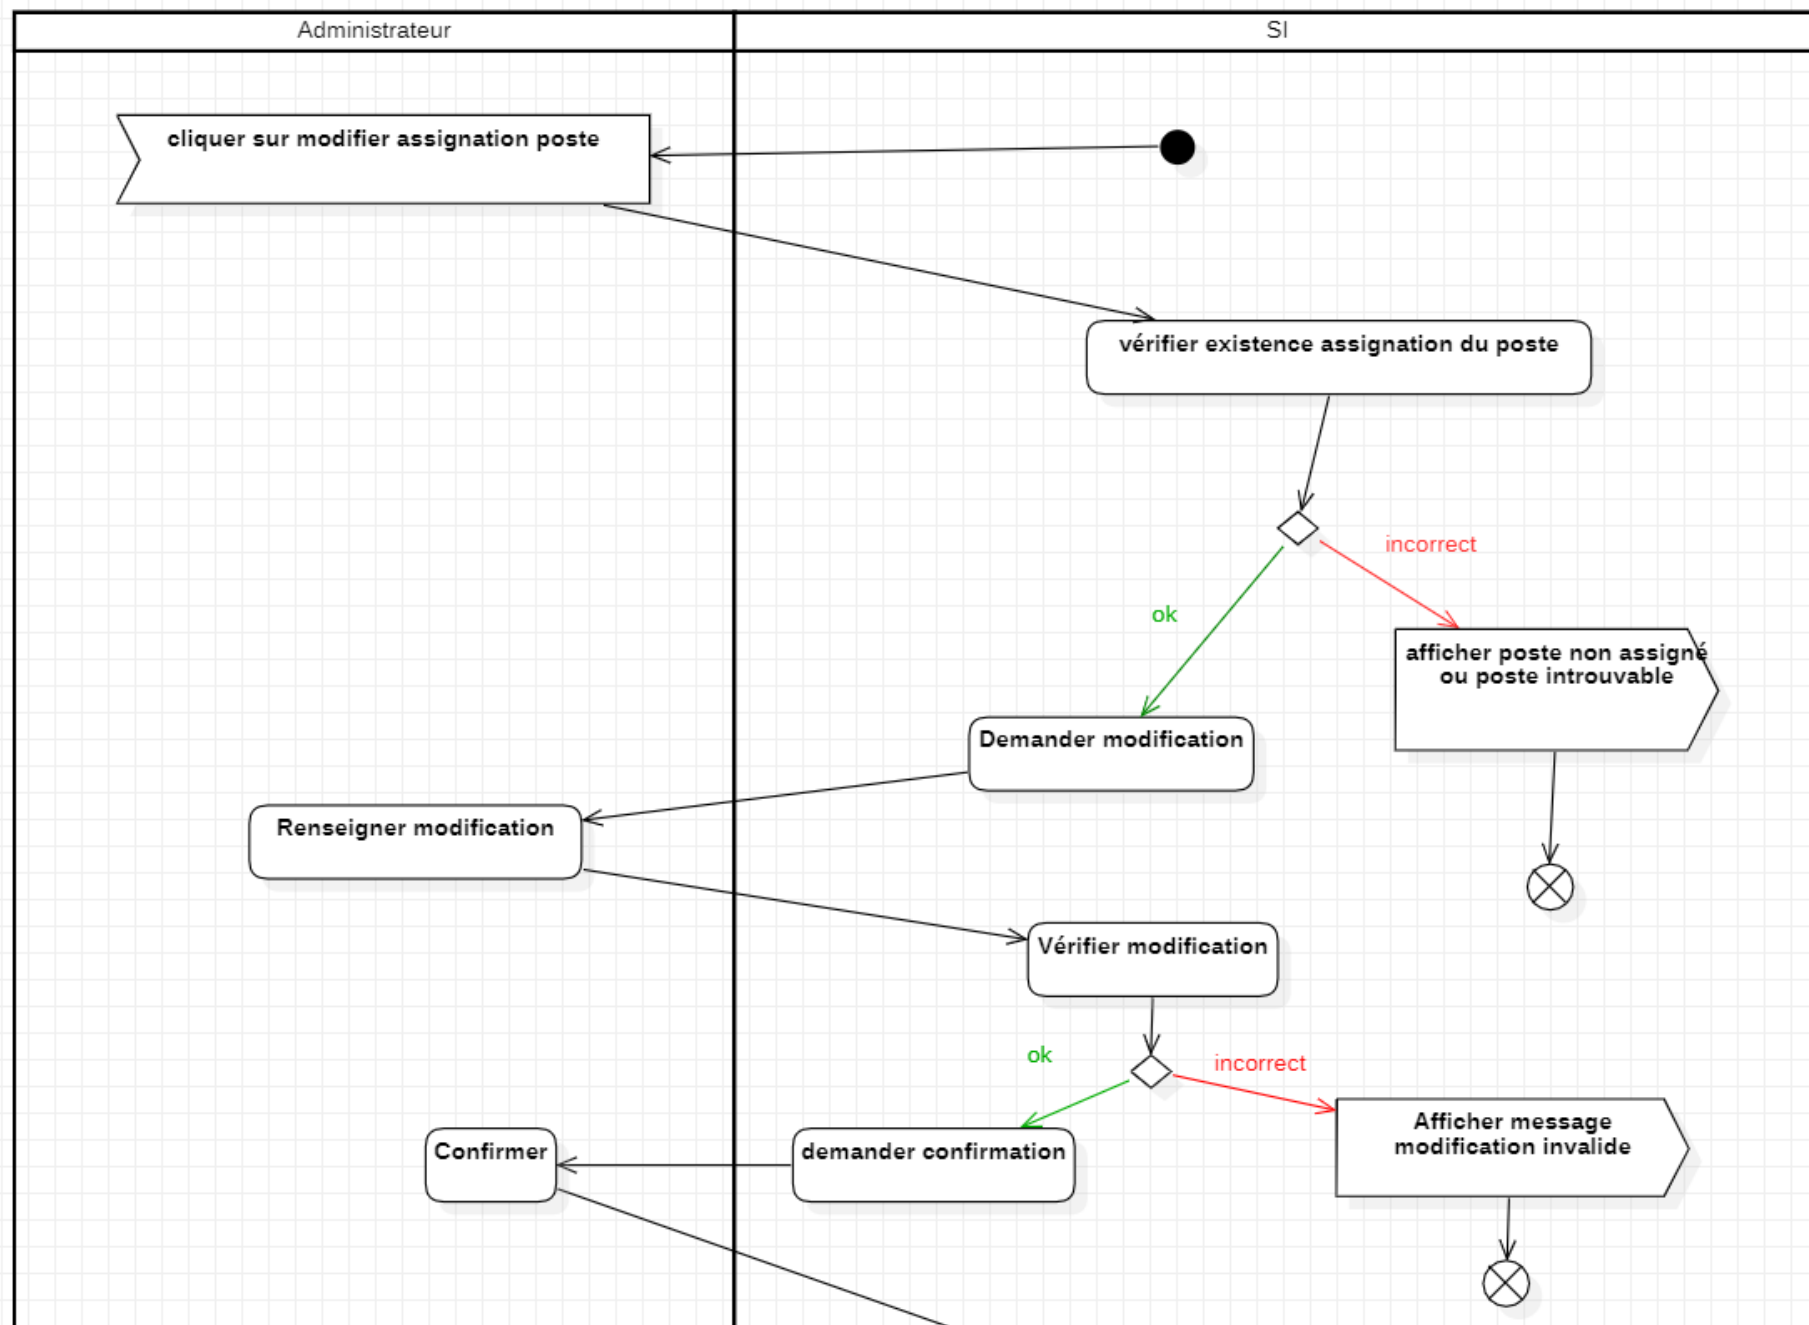 Administrateur
SI
cliquer sur modifier assignation poste
vérifier existence assignation du poste
incorrect
ok
afficher poste non assigné
ou poste introuvable
Demander modification
Renseigner modification
Vérifier modification
ok
incorrect
Afficher message
modification invalide
Confirmer
demander confirmation